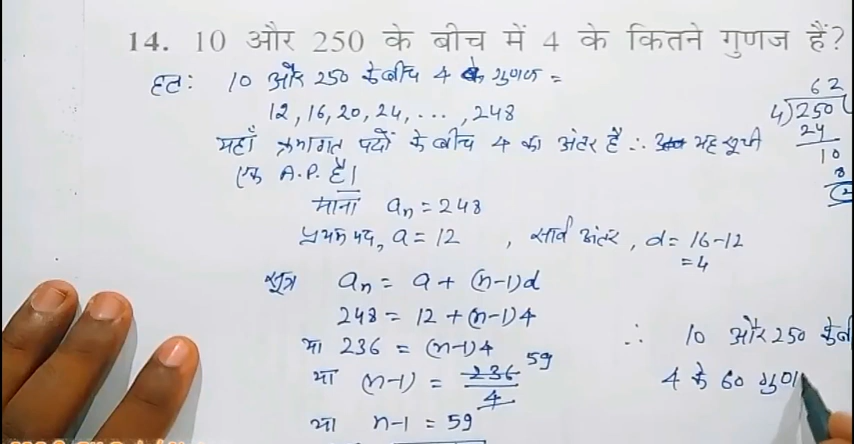 14. 10 और 250 के बीच में 4 के कितने गुणज हैं?
हल: 10 और 250 के बीच 4 के गुणज =
12, 16, 20, 24, ..., 248
यहाँ क्रमागत पदों के बीच 4 का अंतर है ∴ यह सूची
एक A.P. है।
माना aₙ = 248
प्रथम पद, a = 12 , सार्व अंतर, d = 16-12
= 4
सूत्र aₙ = a + (n-1)d
248 = 12 + (n-1)4
या 236 = (n-1)4
या (n-1) = 236/4 59
या n-1 = 59
62
4)250
24
10
8
2
∴ 10 और 250 के
4 के 60 गुण